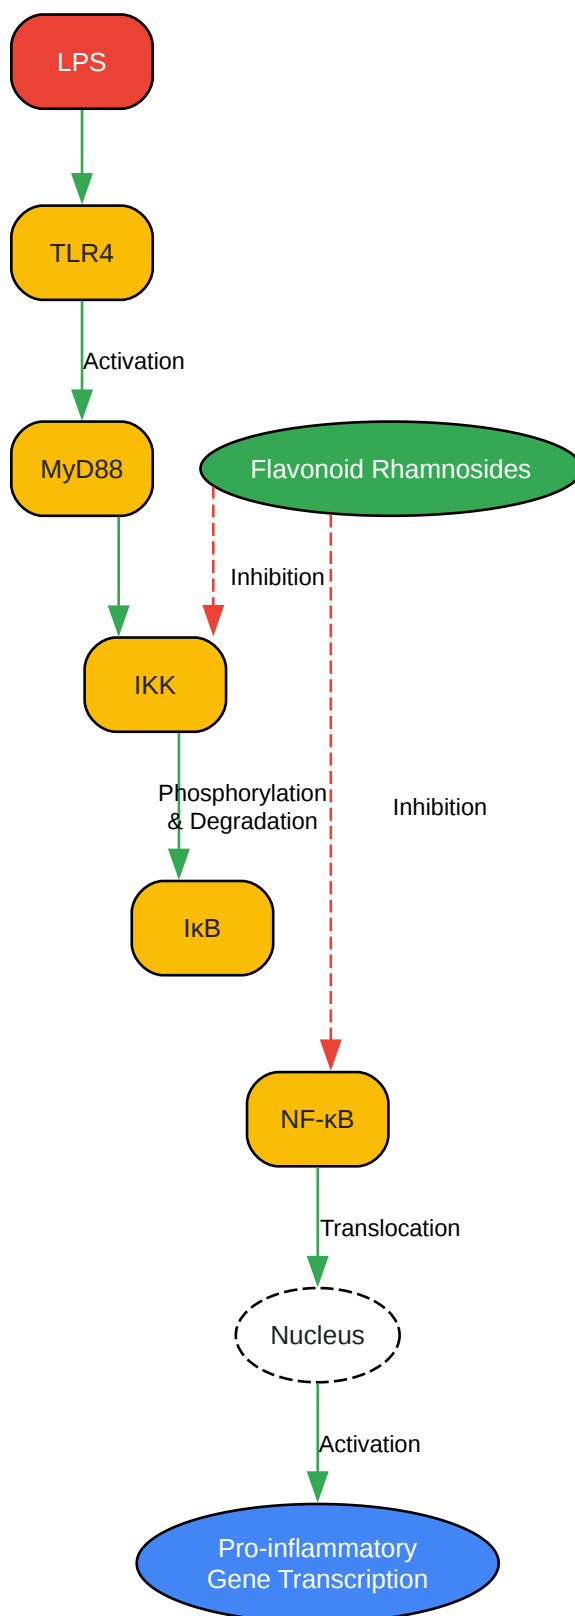 LPS
TLR4
Activation
MyD88
Flavonoid Rhamnosides
Inhibition
IKK
Phosphorylation
& Degradation
Inhibition
IκB
NF-κB
Translocation
Nucleus
Activation
Pro-inflammatory
Gene Transcription